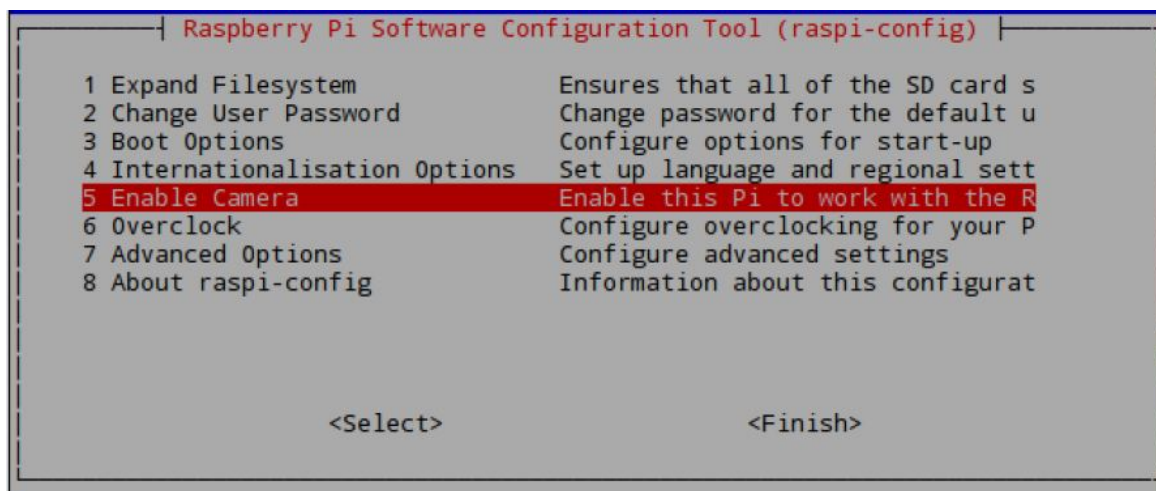 Raspberry Pi Software Configuration Tool (raspi-config)
1 Expand Filesystem Ensures that all of the SD card s
2 Change User Password Change password for the default u
3 Boot Options Configure options for start-up
4 Internationalisation Options Set up language and regional sett
5 Enable Camera Enable this Pi to work with the R
6 Overclock Configure overclocking for your P
7 Advanced Options Configure advanced settings
8 About raspi-config Information about this configurat
<Select> <Finish>